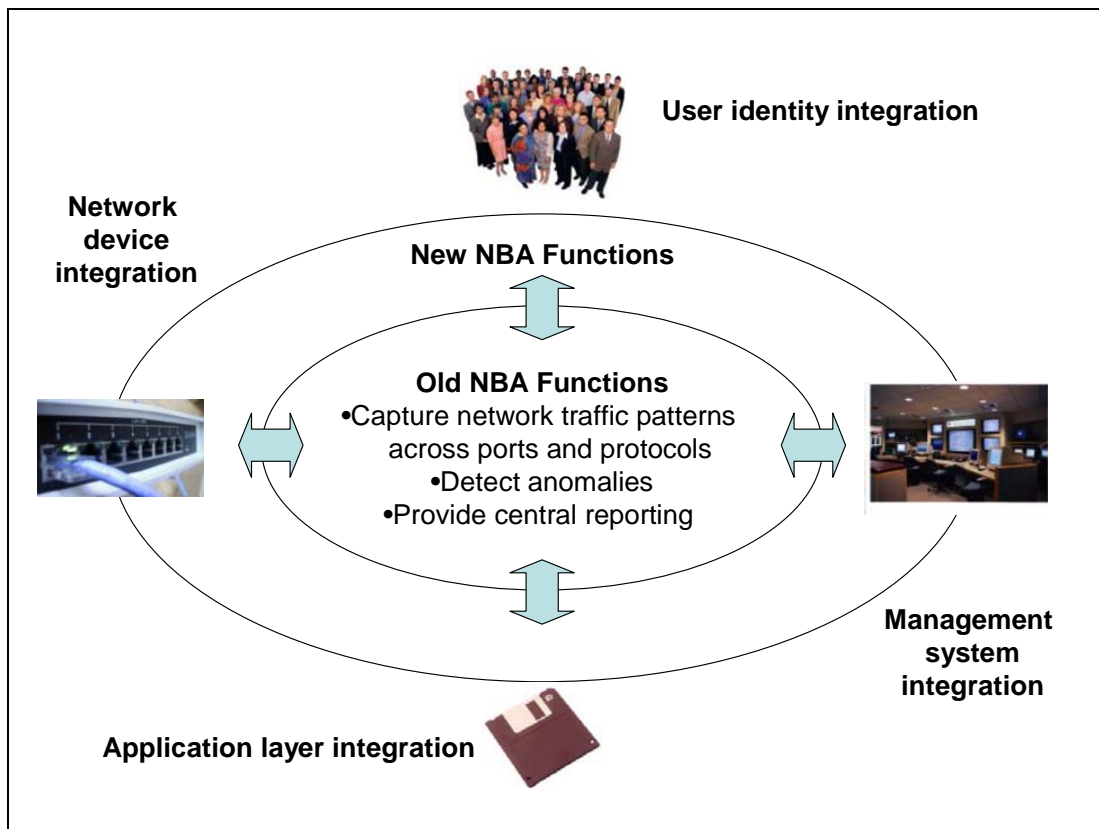 User identity integration
Network
device
integration
New NBA Functions
Old NBA Functions
•Capture network traffic patterns
across ports and protocols
•Detect anomalies
•Provide central reporting
Management
system
integration
Application layer integration